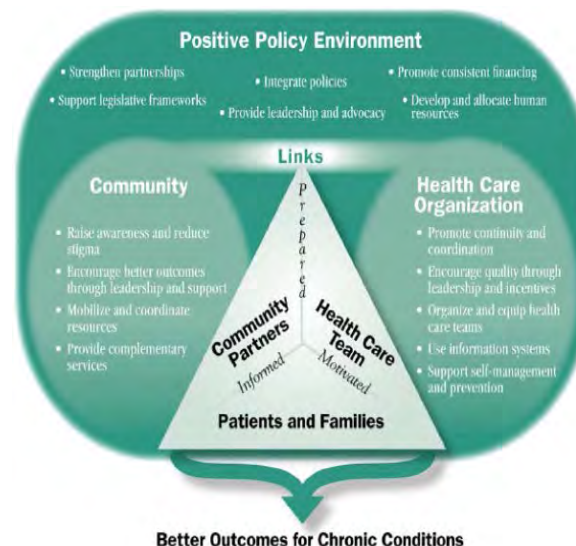 Positive Policy Environment
• Strengthen partnerships
• Support legislative frameworks
• Integrate policies
• Provide leadership and advocacy
• Promote consistent financing
• Develop and allocate human
resources
Links
Community
• Raise awareness and reduce
stigma
• Encourage better outcomes
through leadership and support
• Mobilize and coordinate
resources
• Provide complementary
services
Health Care
Organization
• Promote continuity and
coordination
• Encourage quality through
leadership and incentives
• Organize and equip health
care teams
• Use information systems
• Support self-management
and prevention
Prepared
Community
Partners
Health Care
Team
Informed
Motivated
Patients and Families
Better Outcomes for Chronic Conditions